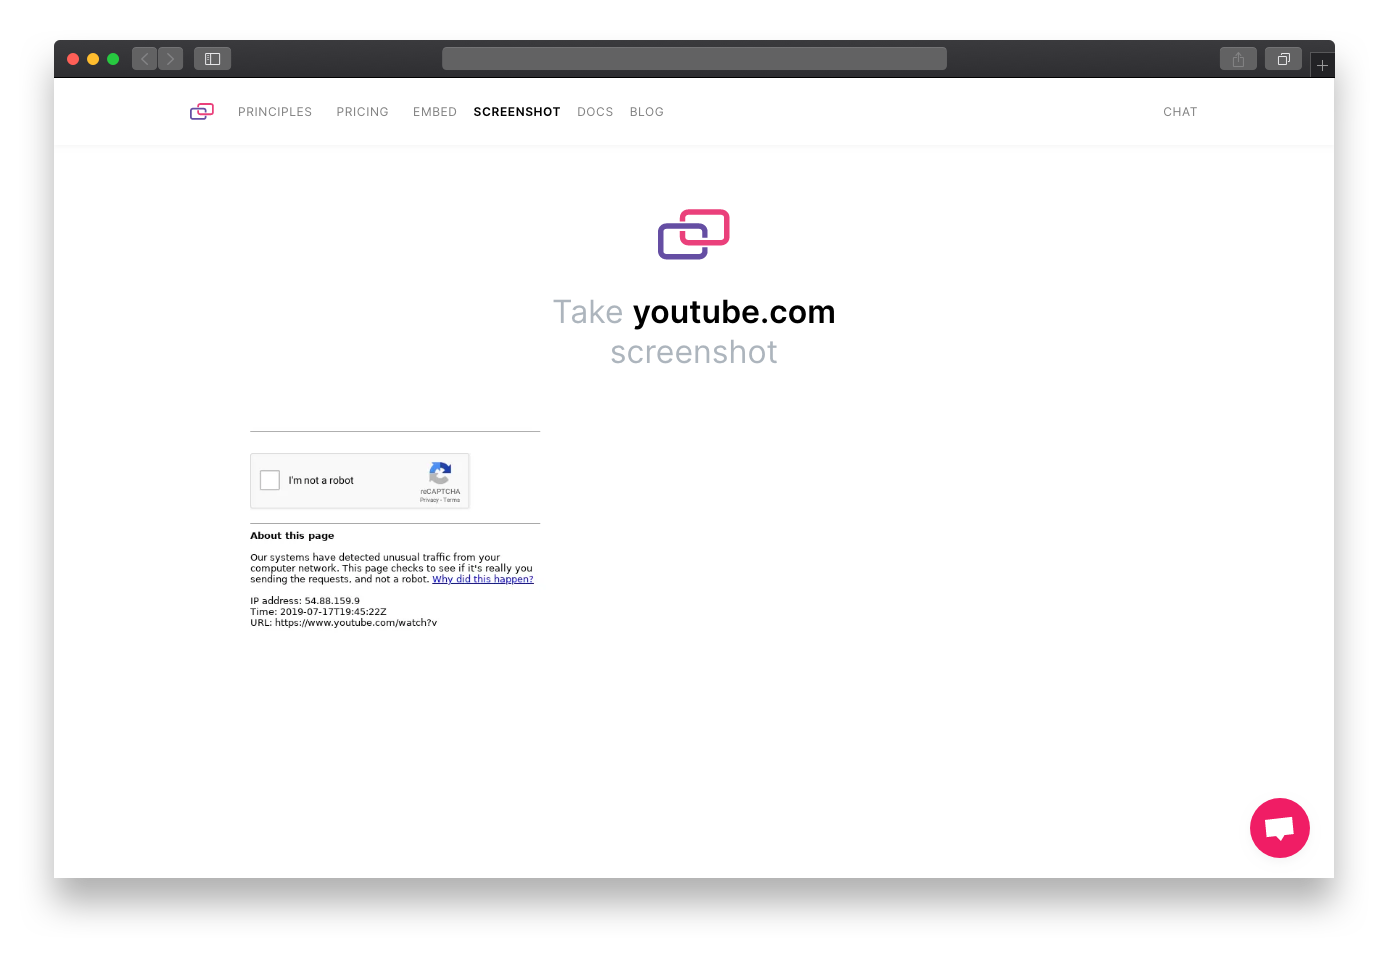 PRINCIPLES PRICING EMBED SCREENSHOT DOCS BLOG CHAT
Take youtube.com
screenshot
I'm not a robot
reCAPTCHA
Privacy - Terms
About this page
Our systems have detected unusual traffic from your
computer network. This page checks to see if it's really you
sending the requests, and not a robot. Why did this happen?
IP address: 54.88.159.9
Time: 2019-07-17T19:45:22Z
URL: https://www.youtube.com/watch?v